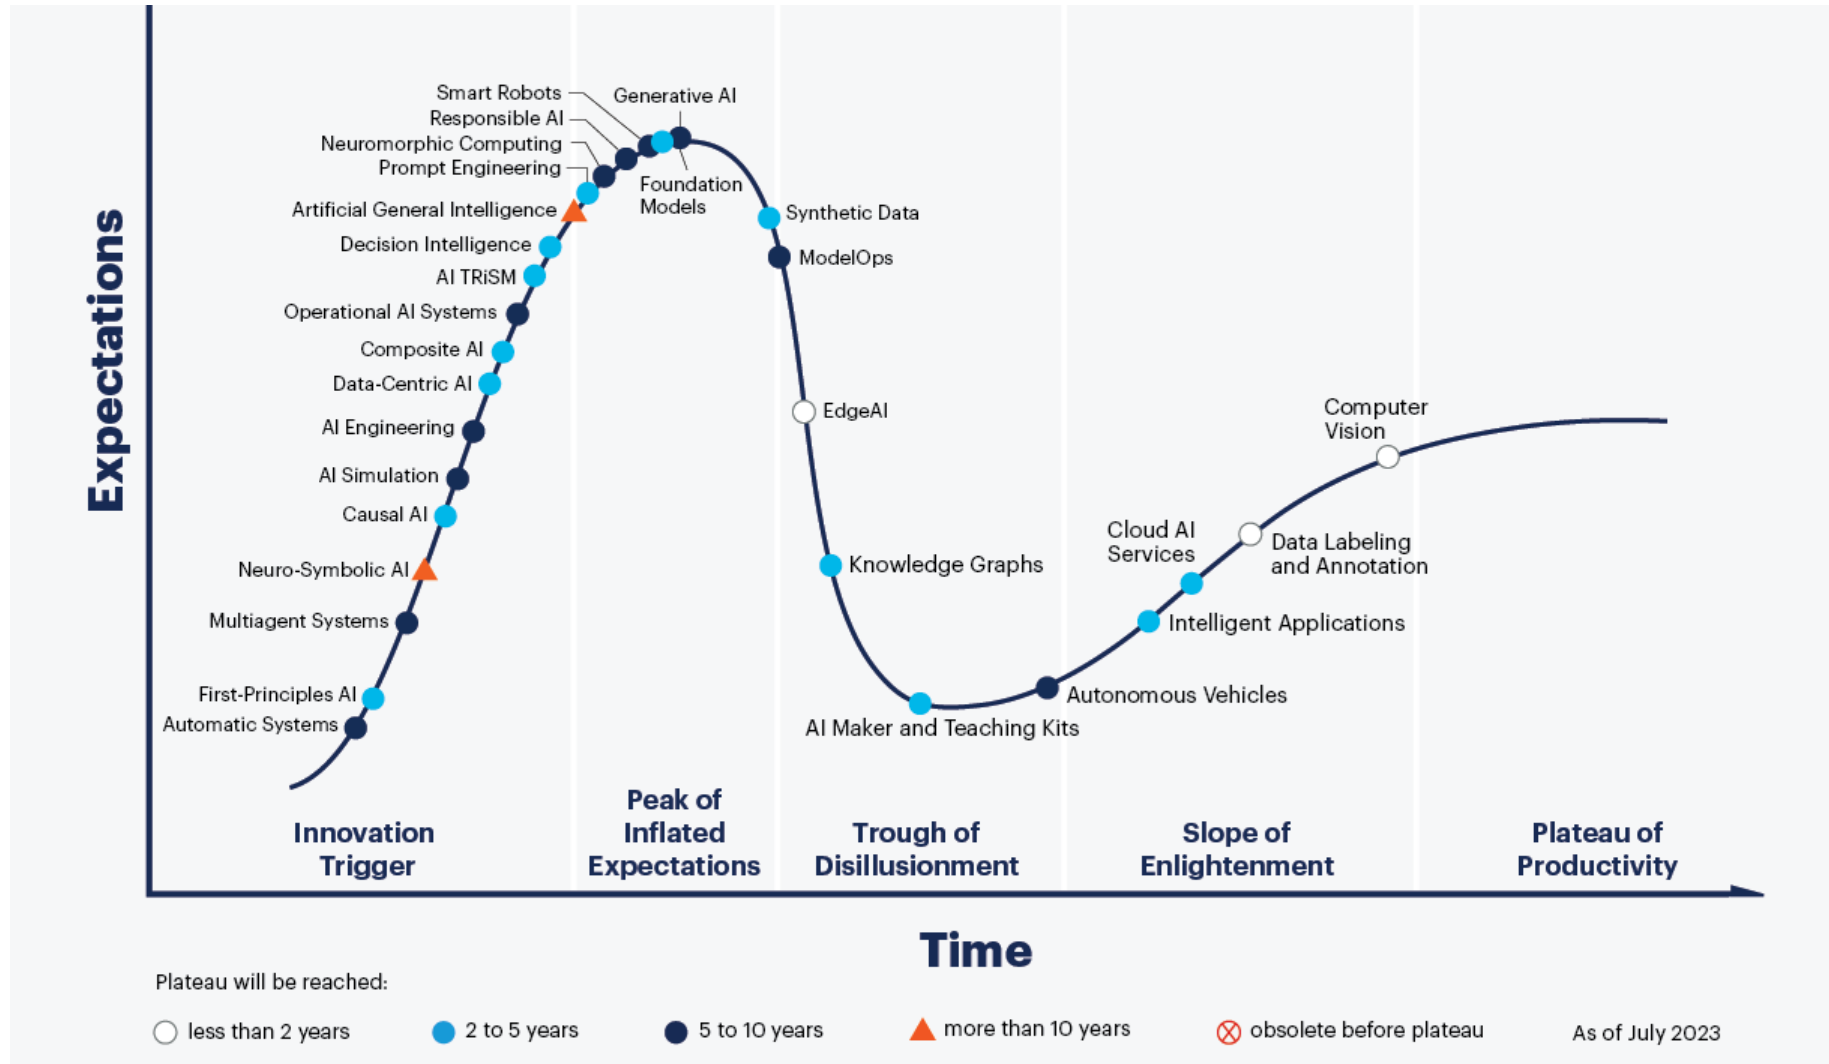 Expectations
Smart Robots
Generative AI
Responsible AI
Neuromorphic Computing
Prompt Engineering
Foundation
Models
Artificial General Intelligence
Decision Intelligence
AI TRiSM
Operational AI Systems
Composite AI
Data-Centric AI
AI Engineering
AI Simulation
Causal AI
Neuro-Symbolic AI
Multiagent Systems
First-Principles AI
Automatic Systems
Synthetic Data
ModelOps
EdgeAI
Knowledge Graphs
AI Maker and Teaching Kits
Autonomous Vehicles
Intelligent Applications
Cloud AI
Services
Data Labeling
and Annotation
Computer
Vision
Innovation
Trigger
Peak of
Inflated
Expectations
Trough of
Disillusionment
Slope of
Enlightenment
Plateau of
Productivity
Time
Plateau will be reached:
less than 2 years
2 to 5 years
5 to 10 years
more than 10 years
obsolete before plateau
As of July 2023